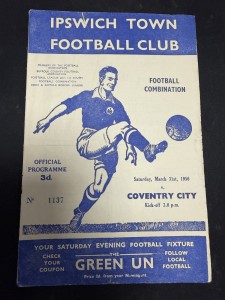 IPSWICH TOWN
FOOTBALL CLUB
FOOTBALL
COMBINATION
OFFICIAL
PROGRAMME
3d.
Nº 1137
Saturday, March 31st,
v.
COVENTRY CITY
Kick-off 3.0 p.m.
YOUR SATURDAY EVENING FOOTBALL FIXTURE
CHECK
YOUR
COUPON
THE
GREEN UN
FOLLOW
LOCAL
FOOTBALL